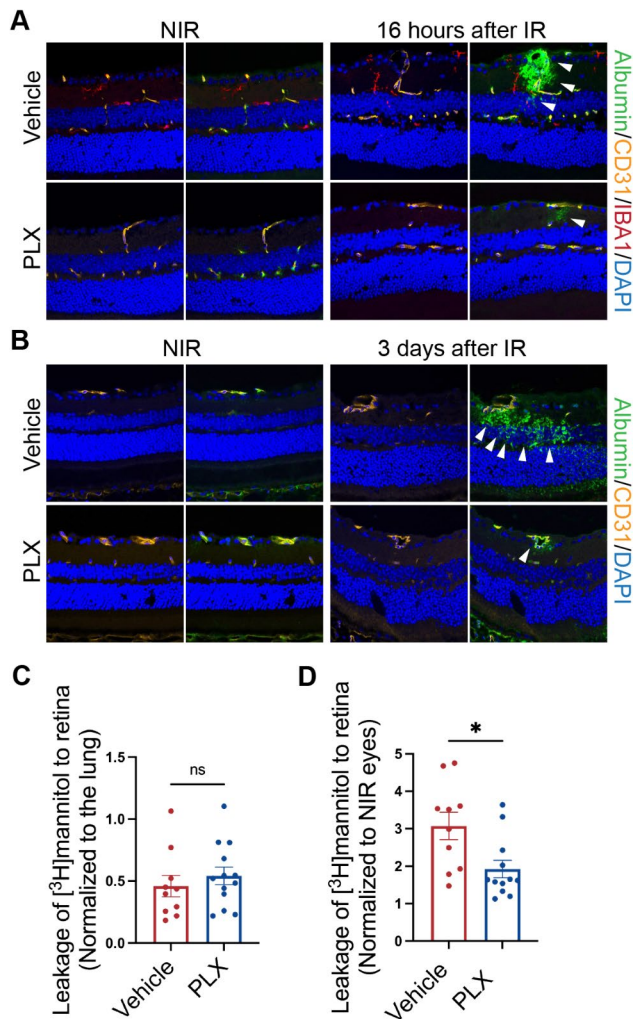 A
NIR
16 hours after IR
Vehicle
PLX
Albumin/CD31/IBA1/DAPI
B
NIR
3 days after IR
Vehicle
PLX
Albumin/CD31/DAPI
C
Leakage of [³H]mannitol to retina
(Normalized to the lung)
1.5
1.0
0.5
0.0
ns
Vehicle
PLX
D
Leakage of [³H]mannitol to retina
(Normalized to NIR eyes)
5
4
3
2
1
0
*
Vehicle
PLX